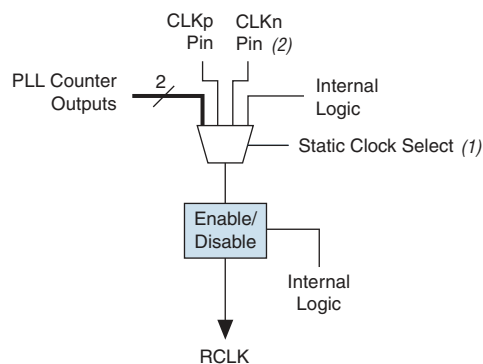 CLKp
Pin
CLKn
Pin (2)
PLL Counter
Outputs
2
Internal
Logic
Static Clock Select (1)
Enable/
Disable
Internal
Logic
RCLK